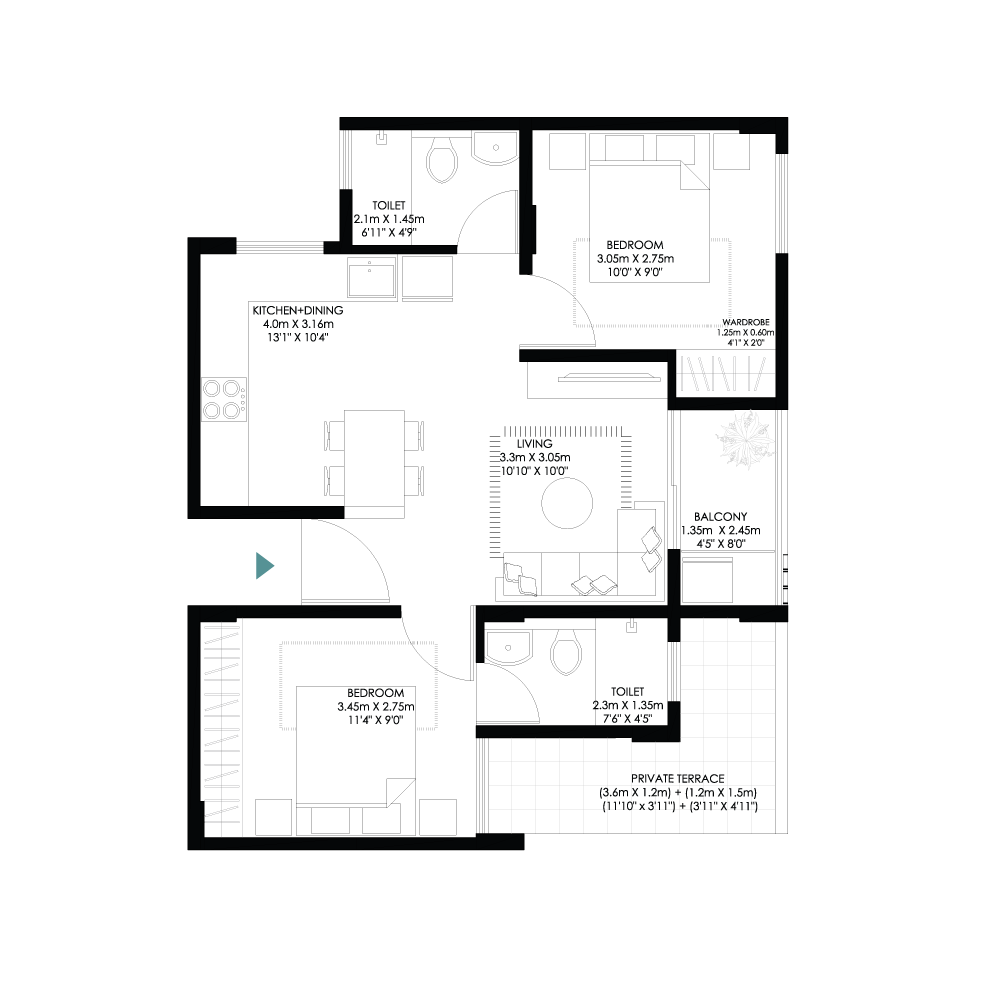 TOILET
2.1m X 1.45m
6'11" X 4'9"
BEDROOM
3.05m X 2.75m
10'0" X 9'0"
KITCHEN+DINING
4.0m X 3.16m
13'1" X 10'4"
WARDROBE
1.25m X 0.60m
4'1" X 2'0"
LIVING
3.3m X 3.05m
10'10" X 10'0"
BALCONY
1.35m X 2.45m
4'5" X 8'0"
BEDROOM
3.45m X 2.75m
11'4" X 9'0"
TOILET
2.3m X 1.35m
7'6" X 4'5"
PRIVATE TERRACE
(3.6m X 1.2m) + (1.2m X 1.5m)
(11'10" x 3'11") + (3'11" X 4'11")